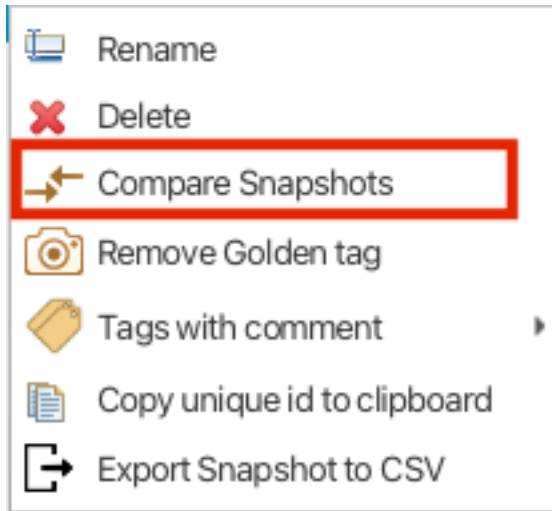 Rename
Delete
Compare Snapshots
Remove Golden tag
Tags with comment
Copy unique id to clipboard
Export Snapshot to CSV